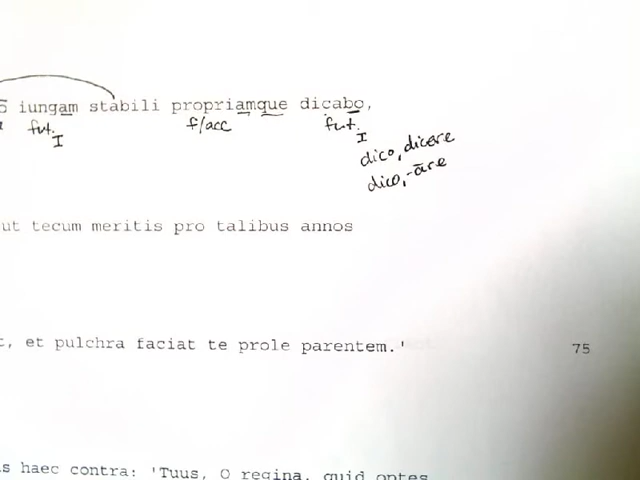 iungam stabili propriamque dicabo,
fut. I f/acc fut. I
dico, dicere
dico, -āre
ut tecum meritis pro talibus annos
et pulchra faciat te prole parentem.' 75
haec contra: 'Tuus, O regina, quid optes